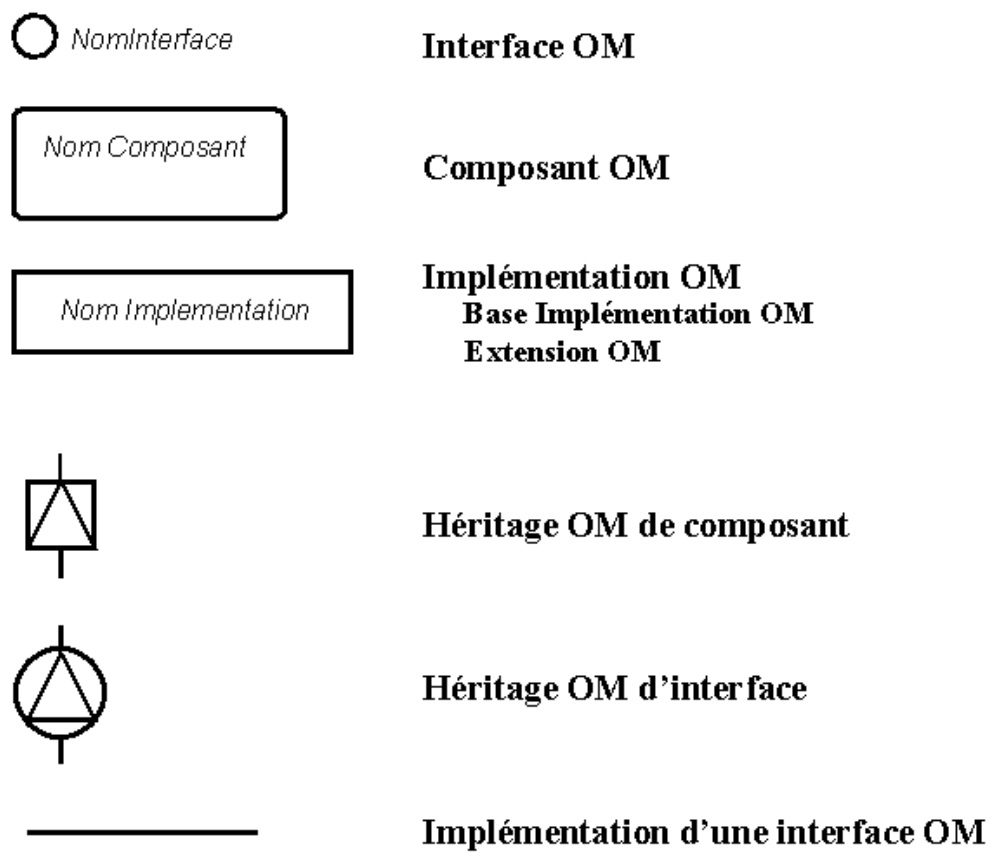 NomInterface
Interface OM
Nom Composant
Composant OM
Nom Implementation
Implémentation OM
Base Implémentation OM
Extension OM
Héritage OM de composant
Héritage OM d'interface
Implémentation d'une interface OM